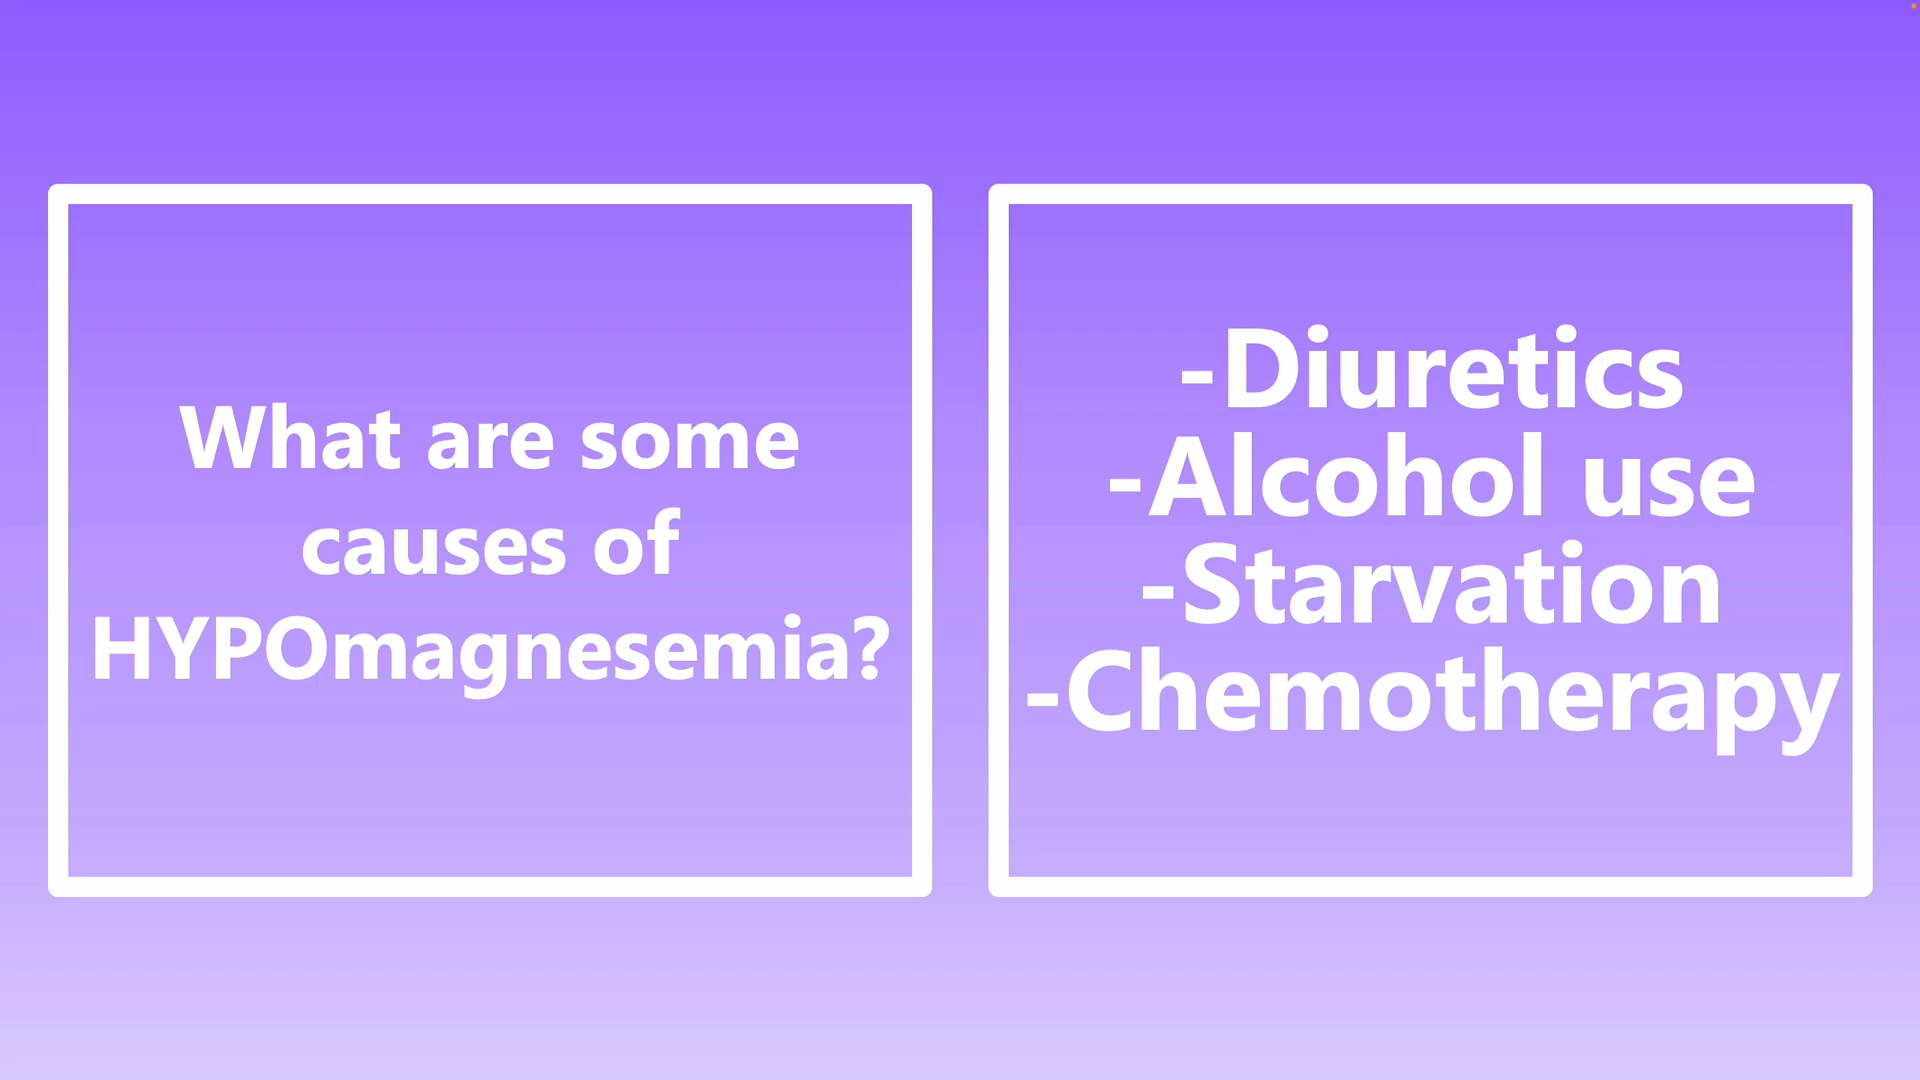 What are some
causes of
HYPOmagnesemia?
-Diuretics
-Alcohol use
-Starvation
-Chemotherapy